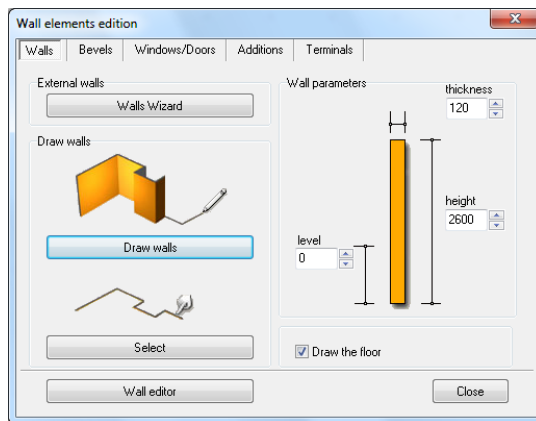 Wall elements edition
Walls Bevels Windows/Doors Additions Terminals
External walls
Walls Wizard
Draw walls
Draw walls
Select
Wall editor
Wall parameters
thickness
120
height
2600
level
0
Draw the floor
Close